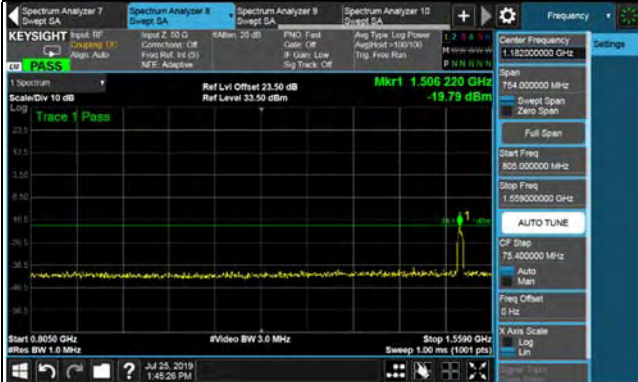 Spectrum Analyzer 7
Swept SA
Spectrum Analyzer 8
Swept SA
Spectrum Analyzer 9
Swept SA
Spectrum Analyzer 10
Swept SA
+
Frequency
KEYSIGHT
Input: RF
Coupling: DC
Align: Auto
Input Z: 50 Ω
Corrections: Off
Freq Ref: Int (S)
NFE: Adaptive
#Atten: 20 dB
PNO: Fast
Gate: Off
IF Gain: Low
Sig Track: Off
Avg Type: Log Power
Avg|Hold >100/100
Trig: Free Run
1 2 3 4 5 6
M W W W W W
P N N N N N
PASS
1 Spectrum
Scale/Div 10 dB
Log
Ref Lvl Offset 23.50 dB
Ref Level 33.50 dBm
Mkr1 1.506 220 GHz
-19.79 dBm
Trace 1 Pass
23.5
13.5
3.50
-6.50
-16.5
-26.5
-36.5
-46.5
-56.5
1
Start 0.8050 GHz
#Res BW 1.0 MHz
#Video BW 3.0 MHz
Stop 1.5590 GHz
Sweep 1.00 ms (1001 pts)
Jul 25, 2019
1:45:26 PM
?
Center Frequency
1.182000000 GHz
Settings
Span
754.000000 MHz
Swept Span
Zero Span
Full Span
Start Freq
805.000000 MHz
Stop Freq
1.559000000 GHz
AUTO TUNE
CF Step
75.400000 MHz
Auto
Man
Freq Offset
0 Hz
X Axis Scale
Log
Lin
Signal Track